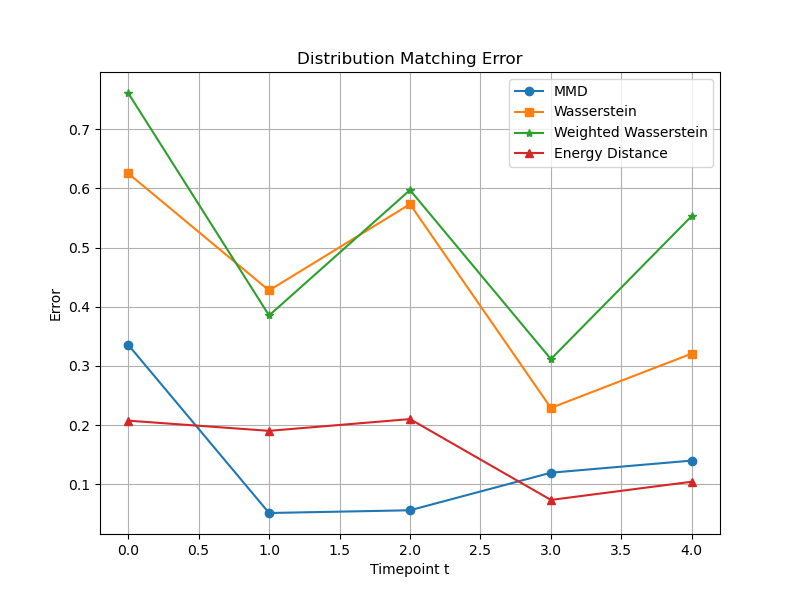 Distribution Matching Error
MMD
Wasserstein
Weighted Wasserstein
Energy Distance
Error
0.7
0.6
0.5
0.4
0.3
0.2
0.1
0.0 0.5 1.0 1.5 2.0 2.5 3.0 3.5 4.0
Timepoint t